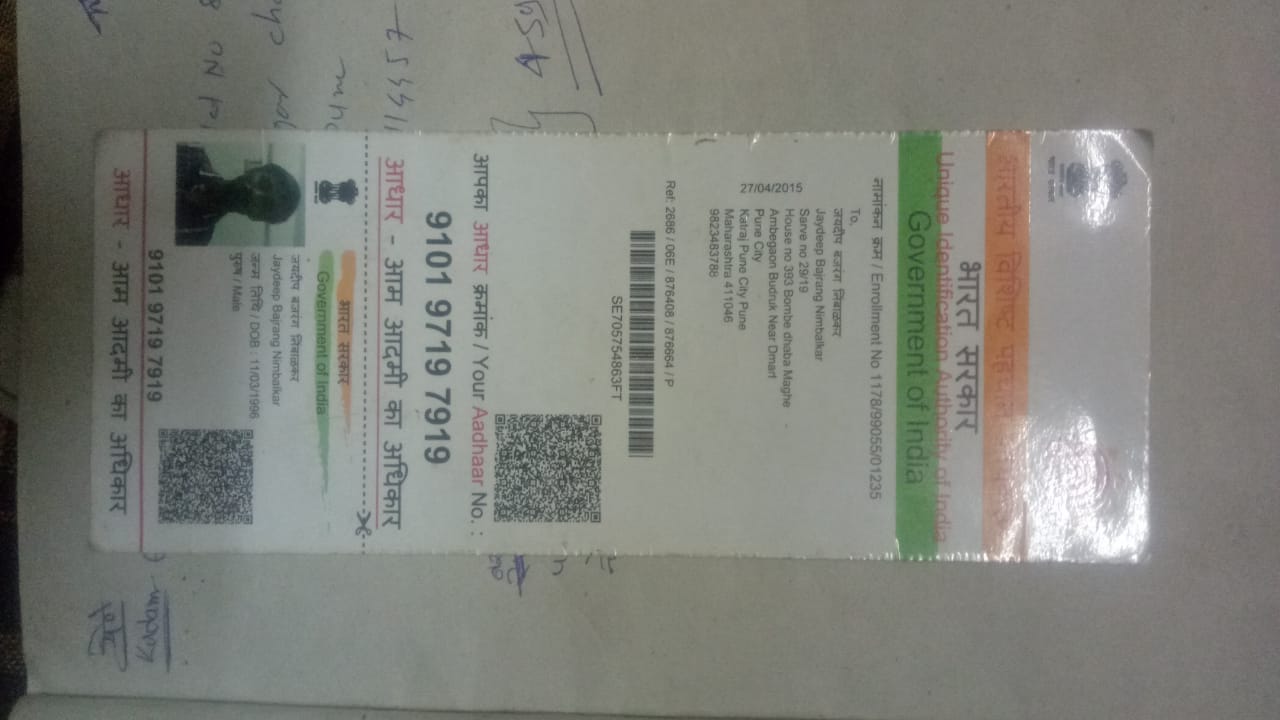 भारत सरकार
Unique Identification Authority of India
Government of India
नामांकन क्रम / Enrollment No 1178/99055/01235
To,
जयदीप बजरंग निंबाळकर
Jaydeep Bajrang Nimbalkar
Sarve no 29/19
House no 393 Bombe dhaba Maghe
Ambegaon Budruk Near Dmart
Pune City
Katraj Pune City Pune
Maharashtra 411046
9823483788
27/04/2015
Ref: 2686 / 06E / 876408 / 876664 / P
SE705754863FT
आपका आधार क्रमांक / Your Aadhaar No. :
9101 9719 7919
आधार - आम आदमी का अधिकार
भारत सरकार
Government of India
जयदीप बजरंग निंबाळकर
Jaydeep Bajrang Nimbalkar
जन्म तिथि / DOB : 11/03/1996
पुरुष / Male
9101 9719 7919
आधार - आम आदमी का अधिकार
Kadam